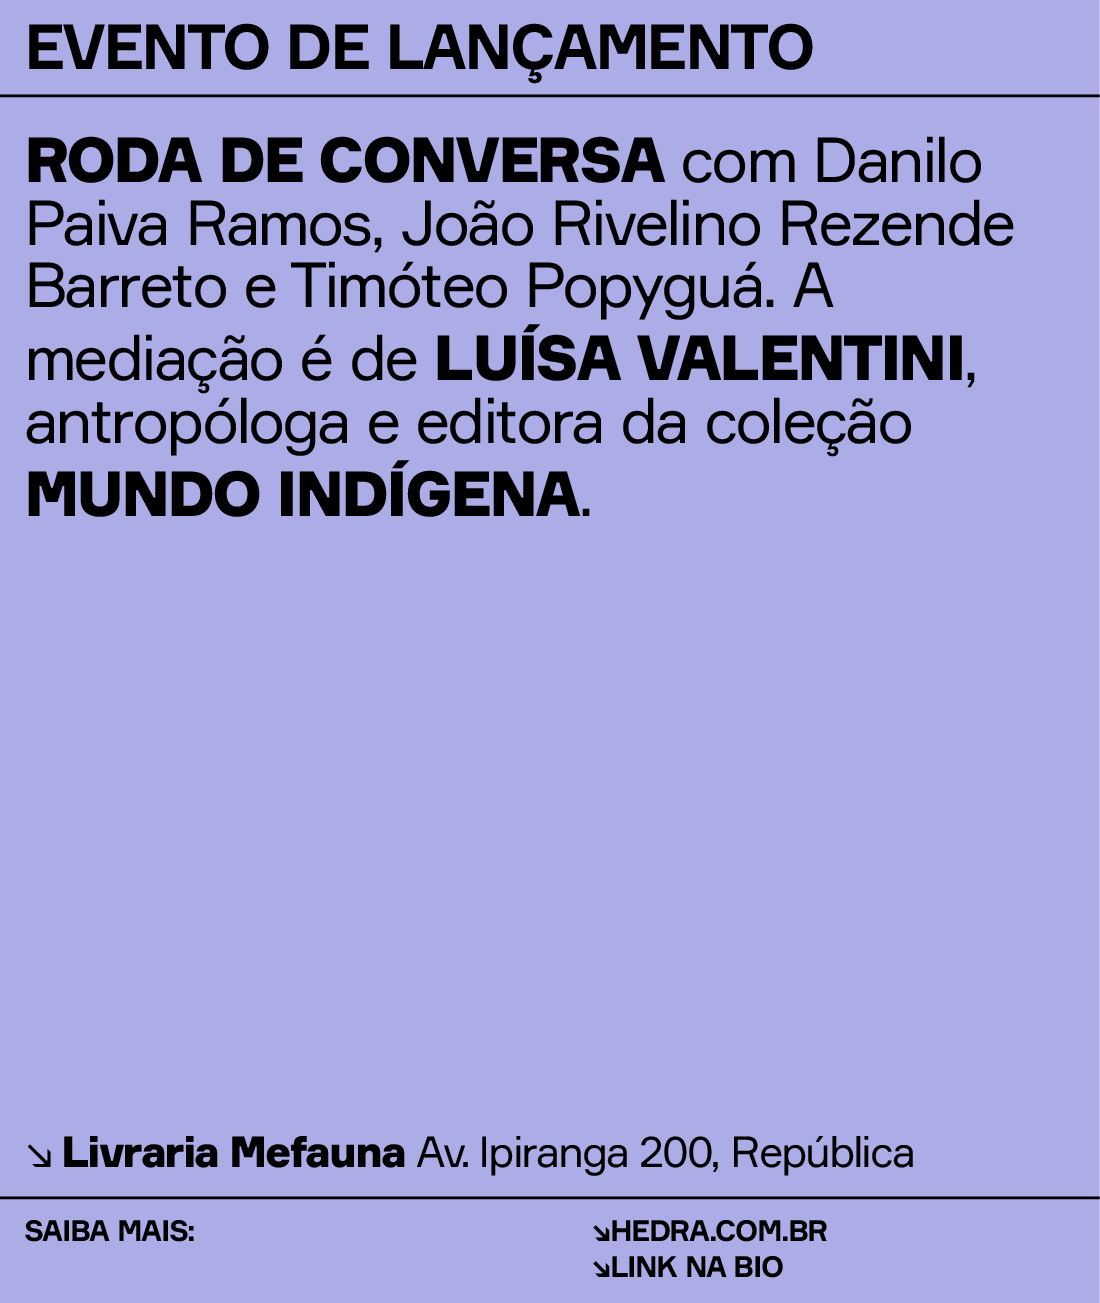 EVENTO DE LANÇAMENTO
RODA DE CONVERSA com Danilo
Paiva Ramos, João Rivelino Rezende
Barreto e Timóteo Popyguá. A
mediação é de LUÍSA VALENTINI,
antropóloga e editora da coleção
MUNDO INDÍGENA.
↘ Livraria Mefauna Av. Ipiranga 200, República
SAIBA MAIS:
↘HEDRA.COM.BR
↘LINK NA BIO